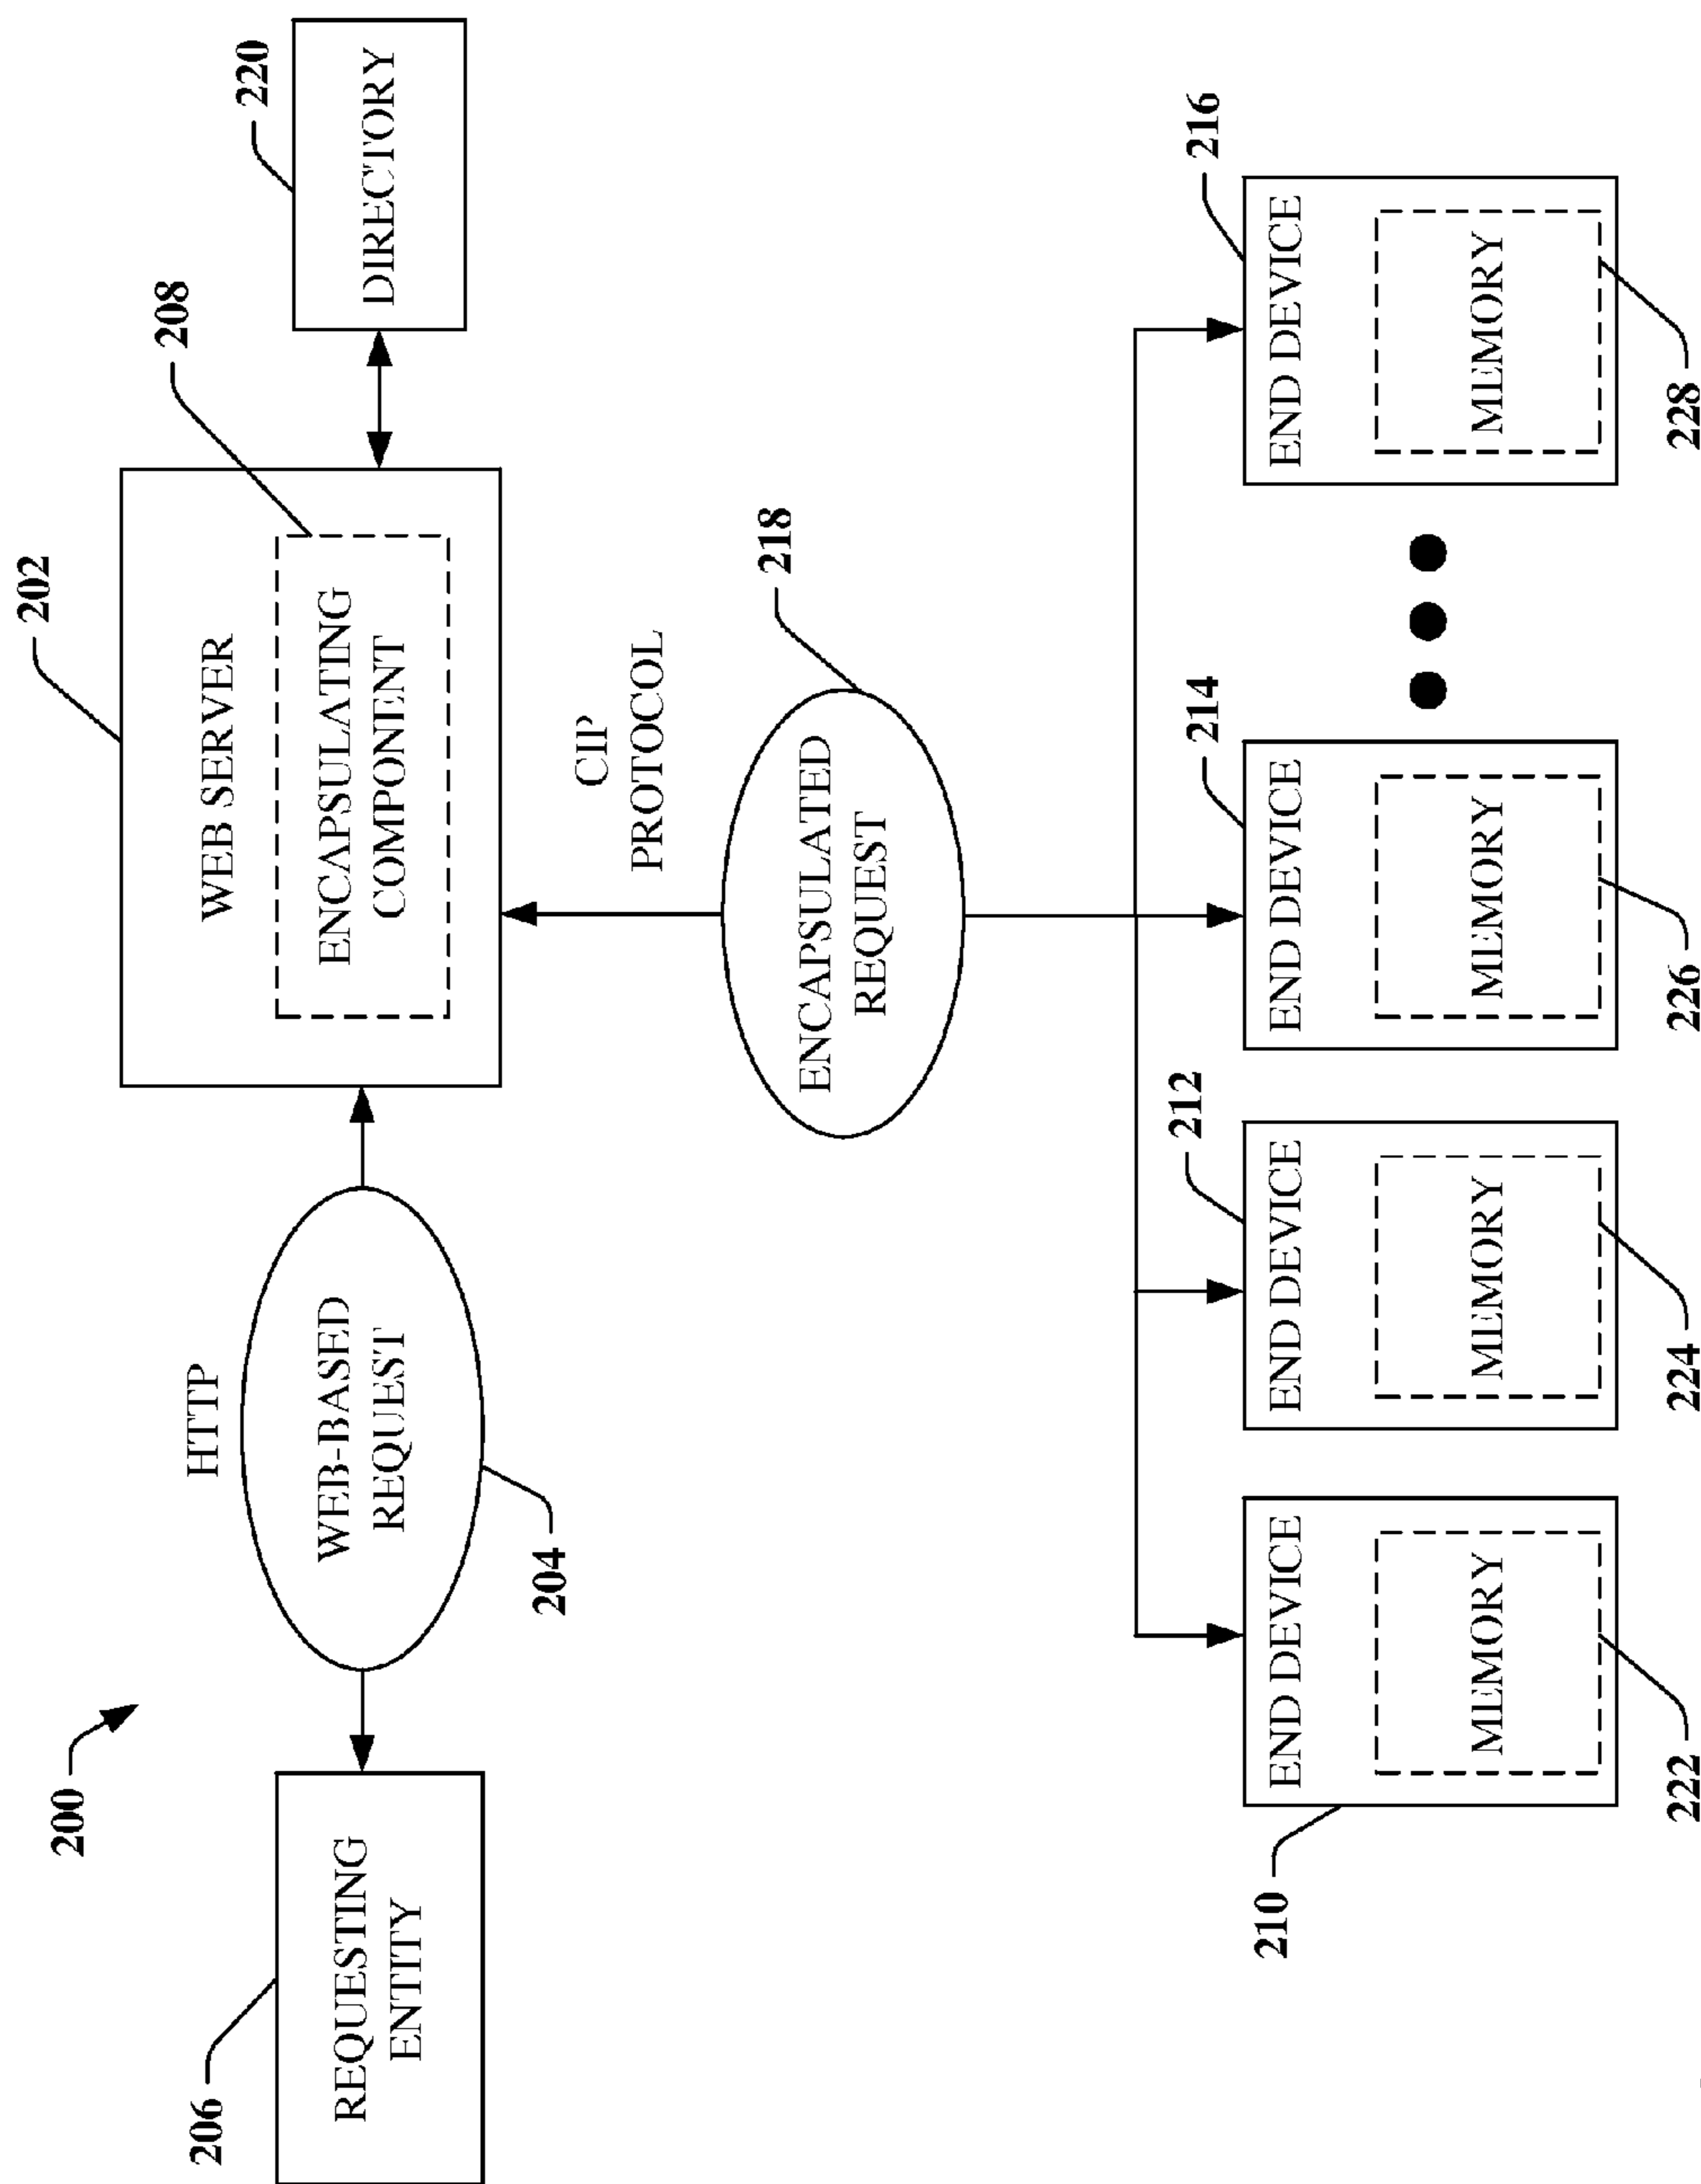 200
206
REQUESTING
ENTITY
HTTP
WEB-BASED
REQUEST
204
202
WEB SERVER
ENCAPSULATING
COMPONENT
208
220
DIRECTORY
CIP
PROTOCOL
ENCAPSULATED
REQUEST
218
210
END DEVICE
MEMORY
222
212
END DEVICE
MEMORY
224
214
END DEVICE
MEMORY
226
216
END DEVICE
MEMORY
228